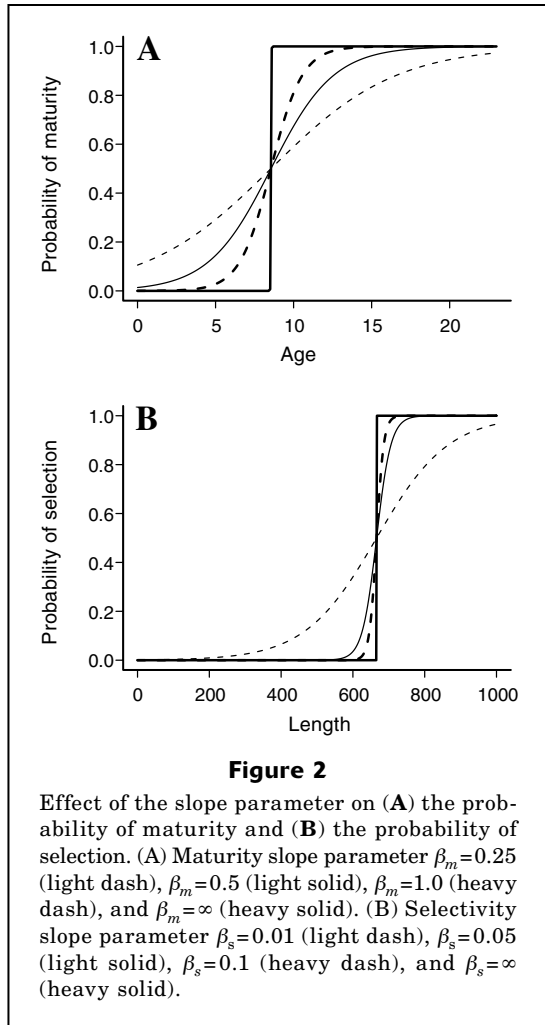 A
Probability of maturity
1.0
0.8
0.6
0.4
0.2
0.0
0 5 10 15 20
Age
B
Probability of selection
1.0
0.8
0.6
0.4
0.2
0.0
0 200 400 600 800 1000
Length
Figure 2
Effect of the slope parameter on (A) the prob-
ability of maturity and (B) the probability of
selection. (A) Maturity slope parameter βm=0.25
(light dash), βm=0.5 (light solid), βm=1.0 (heavy
dash), and βm=∞ (heavy solid). (B) Selectivity
slope parameter βs=0.01 (light dash), βs=0.05
(light solid), βs=0.1 (heavy dash), and βs=∞
(heavy solid).